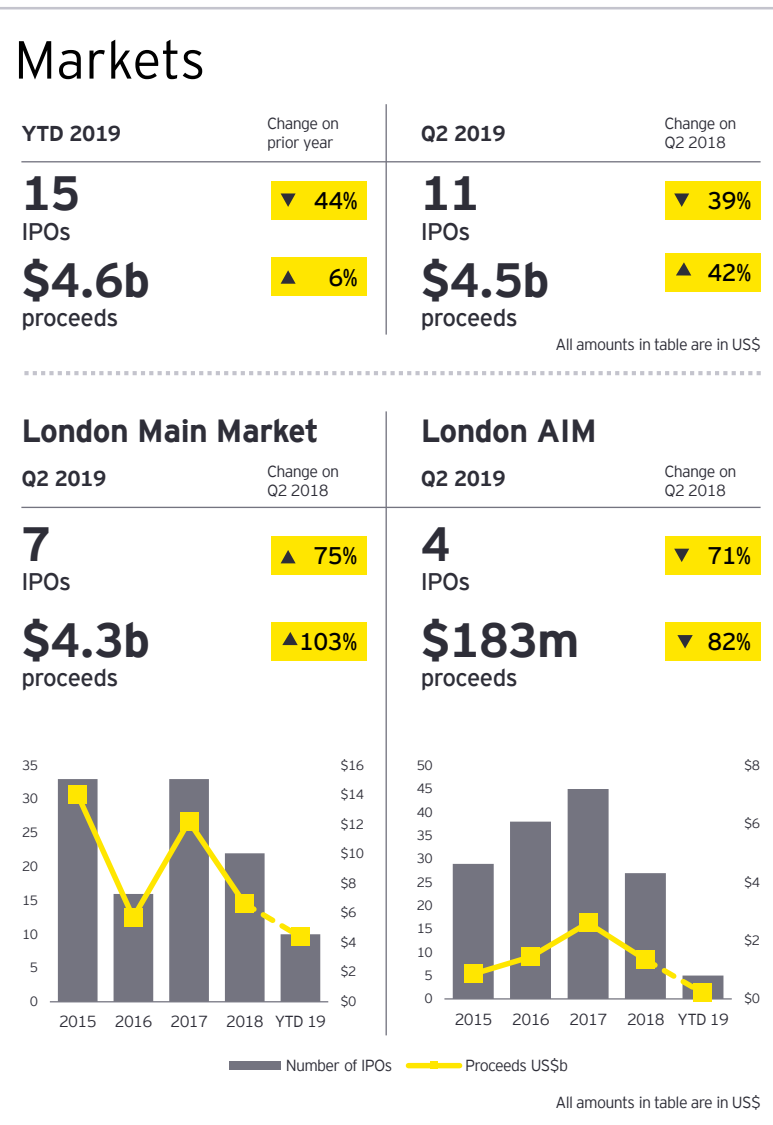 Markets
YTD 2019
Change on
prior year
15
IPOs
▼ 44%
$4.6b
proceeds
▲ 6%
Q2 2019
Change on
Q2 2018
11
IPOs
▼ 39%
$4.5b
proceeds
▲ 42%
All amounts in table are in US$
London Main Market
Q2 2019
Change on
Q2 2018
7
IPOs
▲ 75%
$4.3b
proceeds
▲103%
London AIM
Q2 2019
Change on
Q2 2018
4
IPOs
▼ 71%
$183m
proceeds
▼ 82%
35
30
25
20
15
10
5
0
$16
$14
$12
$10
$8
$6
$4
$2
$0
2015 2016 2017 2018 YTD 19
50
45
40
35
30
25
20
15
10
5
0
$8
$6
$4
$2
$0
2015 2016 2017 2018 YTD 19
Number of IPOs Proceeds US$b
All amounts in table are in US$